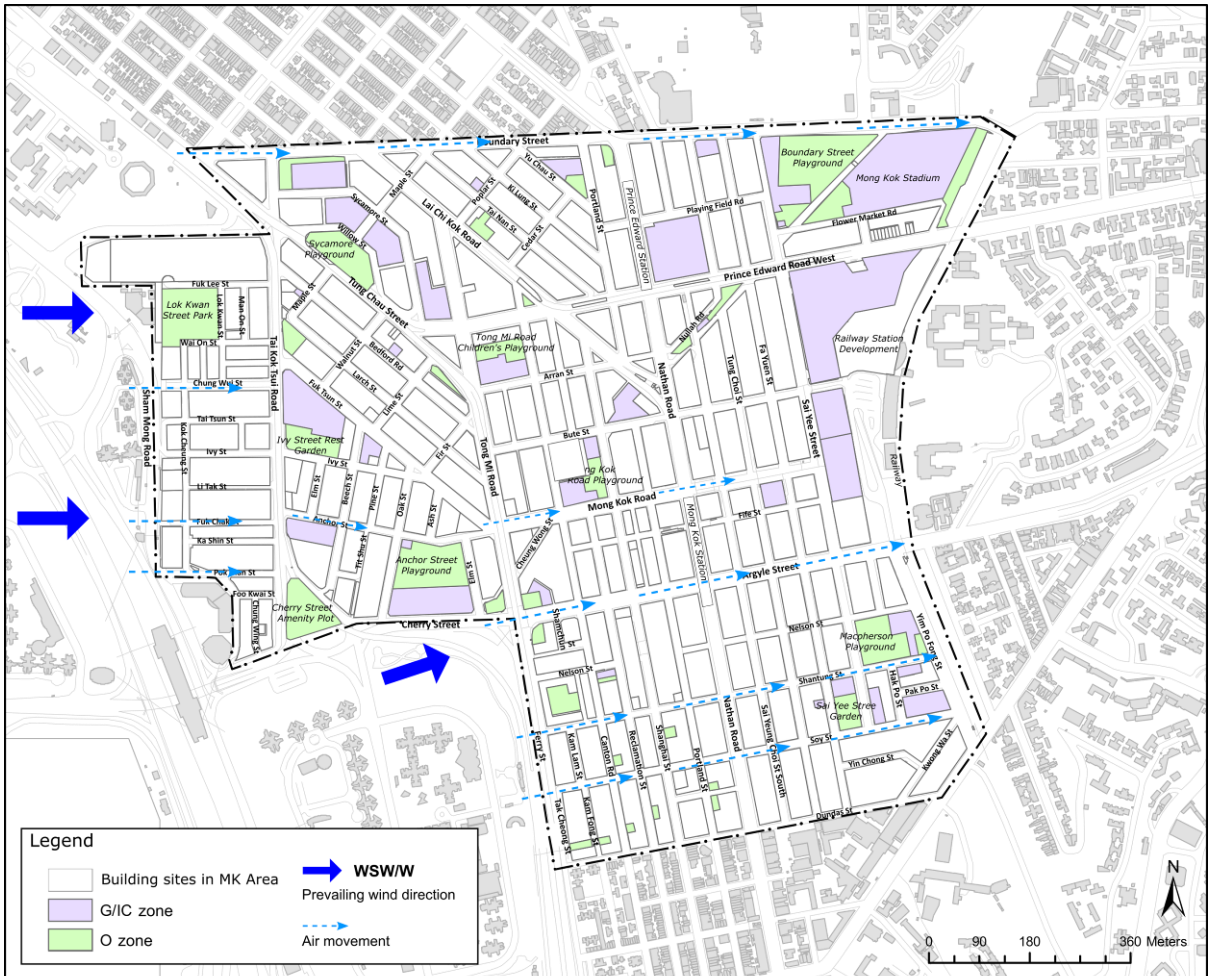 Boundary Street
Boundary Street
Playground
Mong Kok Stadium
Yu Chau St
Maple St
Poplar St
Ki Lung St
Portland St
Prince Edward Station
Sycamore St
Lai Chi Kok Road
Tai Nan St
Playing Field Rd
Flower Market Rd
Willow St
Cedar St
Sycamore
Playground
Prince Edward Road West
Fuk Lee St
Tung Chau Street
Maple St
Lok Kwan
Street Park
Lok Kwan St
Man On St
Nullah Rd
Wai On St
Tai Kok Tsui Road
Walnut St
Bedford Rd
Tong Mi Road
Children's Playground
Railway Station
Development
Arran St
Nathan Road
Tung Choi St
Fa Yuen St
Chung Wui St
Larch St
Fuk Tsun St
Lime St
Sham Mong Road
Tai Tsun St
Kok Cheung St
Sai Yee Street
Ivy Street Rest
Garden
Bute St
Fir St
Tong Mi Road
Ivy St
Ivy St
Railway
ng Kok
Road Playground
Elm St
Beech St
Pine St
Oak St
Li Tak St
Mong Kok Road
Ash St
Fuk Chak
Anchor St
Mong Kok Station
Fife St
Cheung Wong St
Ka Shin St
Tit Shu St
Anchor Street
Playground
Elm St
Argyle Street
Foo Kwai St
Cherry Street
Amenity Plot
Chung Wing St
Cherry Street
Shamchun St
Nelson St
Macpherson
Playground
Yim Po Fong St
Nelson St
Shantung St
Hak Po St
Pak Po St
Sai Yee Stree
Garden
Ferry St
Kam Lam St
Canton Rd
Reclamation St
Shanghai St
Portland St
Nathan Road
Sai Yeung Choi St South
Soy St
Yin Chong St
Kwong Wa St
Tak Cheong St
Kam Fong St
Dundas St
Legend
Building sites in MK Area
G/IC zone
O zone
WSW/W
Prevailing wind direction
Air movement
N
0 90 180 360 Meters